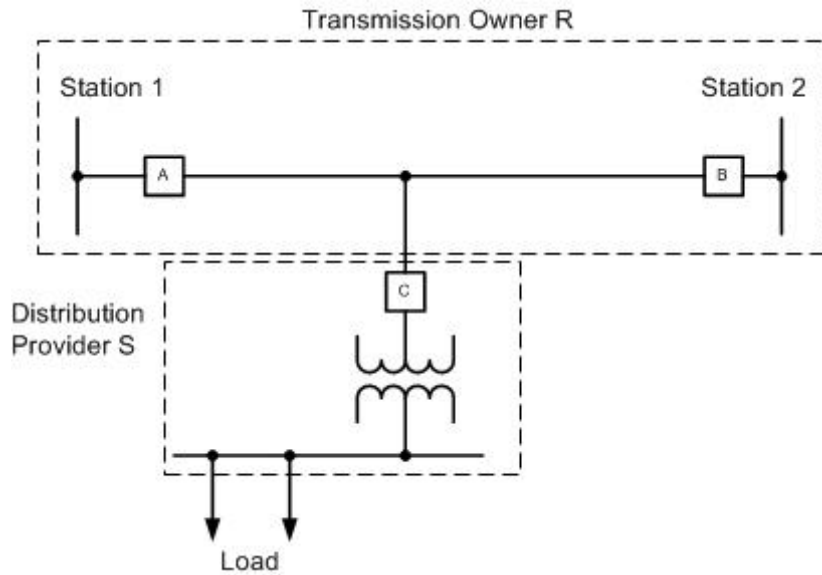 Transmission Owner R
Station 1
Station 2
A
B
C
Distribution
Provider S
Load